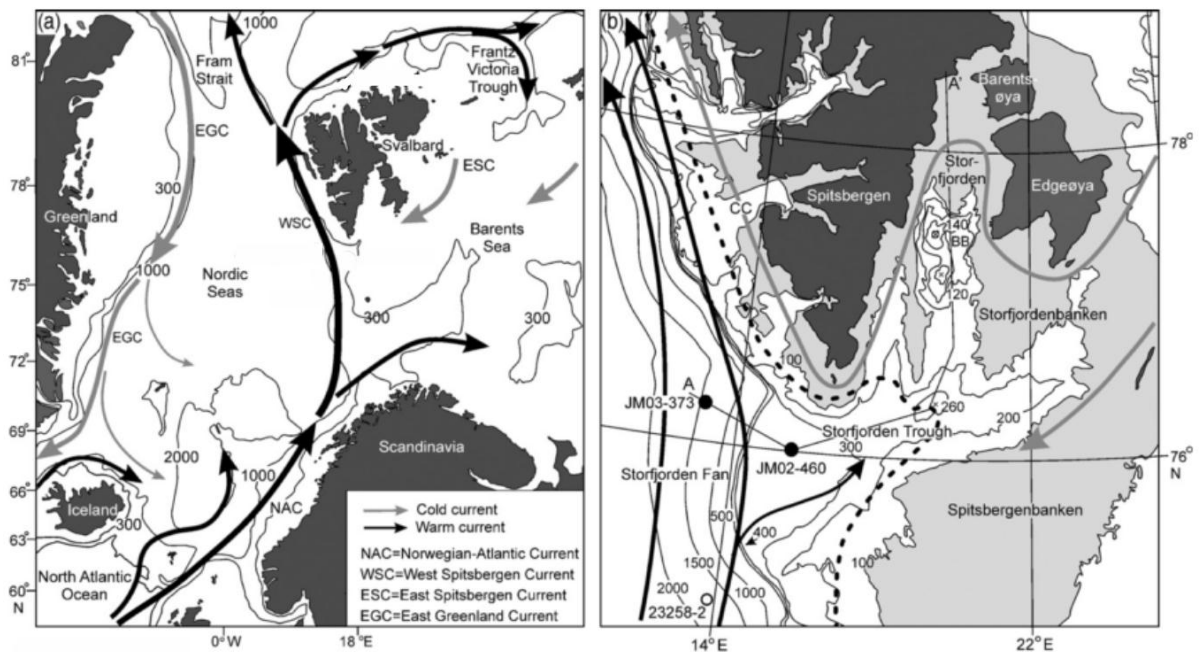 (a)
1000
81°
Fram
Strait
Frantz
Victoria
Trough
EGC
Svalbard
ESC
300
78°
Greenland
WSC
Barents
Sea
1000
Nordic
Seas
75°
300
300
EGC
72°
69°
2000
Scandinavia
1000
66°
Iceland
300
NAC
63°
North Atlantic
Ocean
60°
N
Cold current
Warm current
NAC=Norwegian-Atlantic Current
WSC=West Spitsbergen Current
ESC=East Spitsbergen Current
EGC=East Greenland Current
0°W
18°E
(b)
A'
Barents-
øya
78°
Stor-
fjorden
Spitsbergen
Edgeøya
CC
140
BB
120
Storfjordenbanken
100
A
JM03-373
260
200
Storfjorden Trough
300
JM02-460
76°
N
Storfjorden Fan
500
400
Spitsbergenbanken
100
1500
2000
1000
23258-2
14°E
22°E